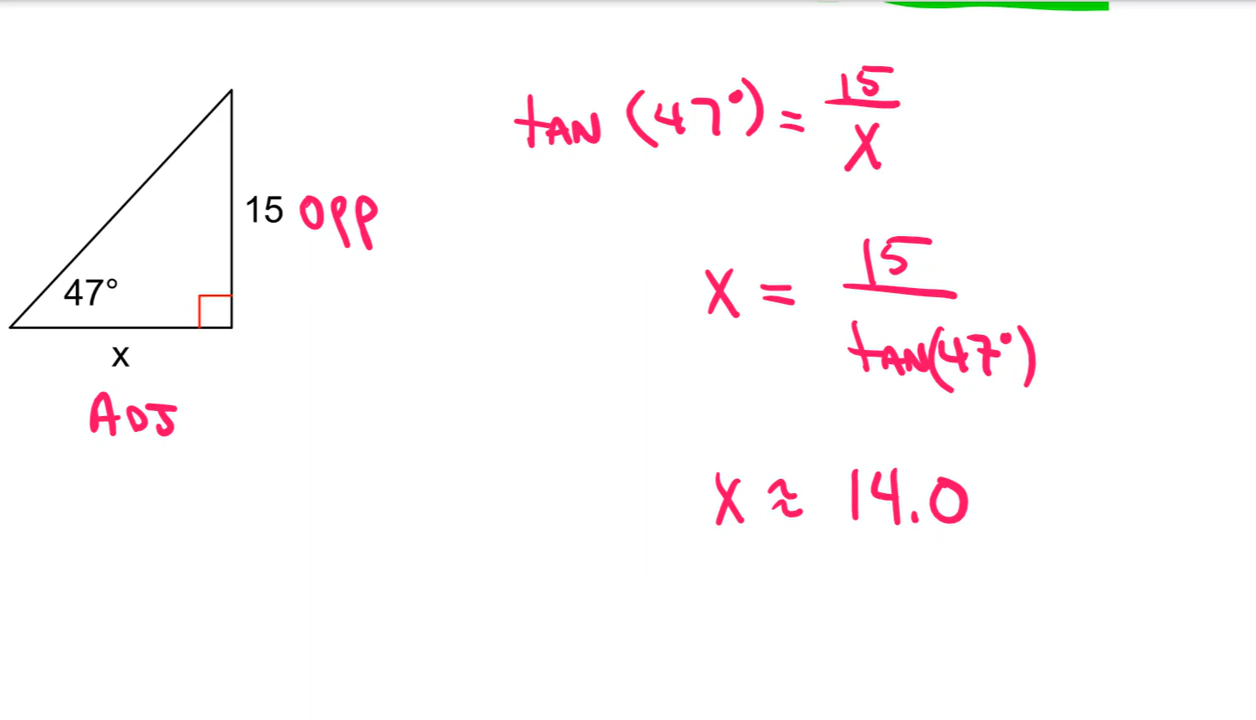 tAN (47°) = 15/X
15 OPP
47°
X = 15/tAN(47°)
x
ADJ
X ≈ 14.0